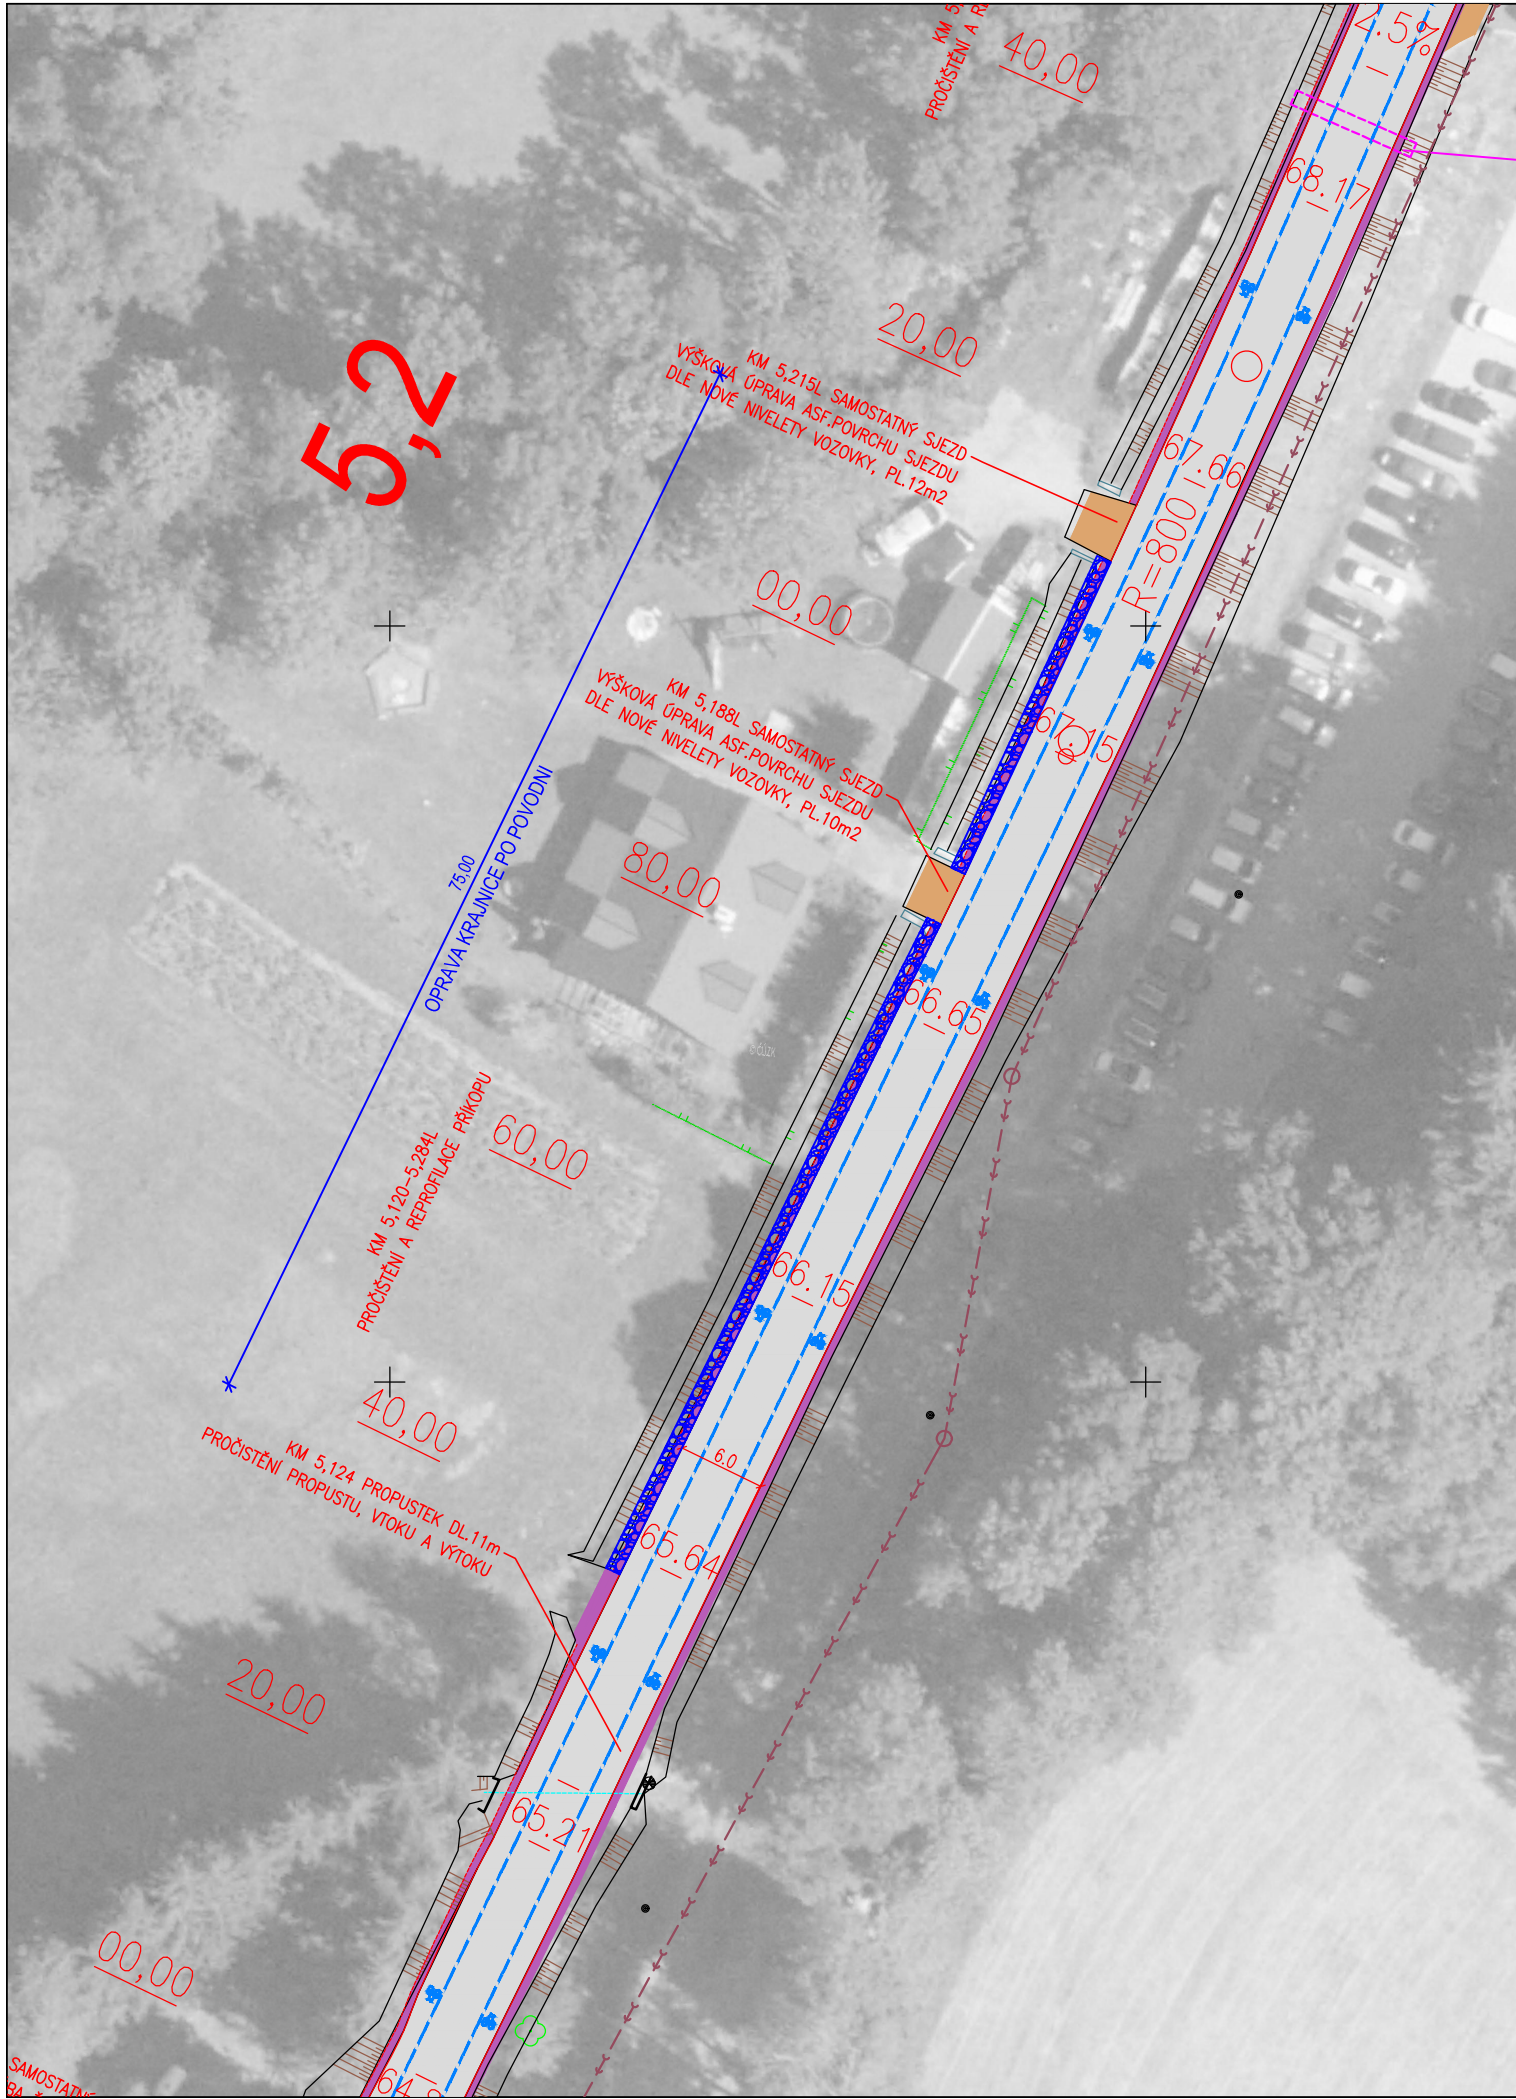 40,00
2.5%
68.17
20,00
KM 5,215L SAMOSTATNÝ SJEZD
VÝŠKOVÁ ÚPRAVA ASF.POVRCHU SJEZDU
DLE NOVÉ NIVELETY VOZOVKY, PL.12m2
5,2
67.66
R=800
00,00
KM 5,188L SAMOSTATNÝ SJEZD
VÝŠKOVÁ ÚPRAVA ASF.POVRCHU SJEZDU
DLE NOVÉ NIVELETY VOZOVKY, PL.10m2
67.15
75,00
OPRAVA KRAJNICE PO POVODNI
80,00
66.65
©ČÚZK
KM 5,120-5,284L
PROČIŠTĚNÍ A REPROFILACE PŘÍKOPU
60,00
66.15
40,00
6.0
KM 5,124 PROPUSTEK DL.11m
PROČISTĚNÍ PROPUSTU, VTOKU A VÝTOKU
65.64
20,00
65.21
00,00
PROČIŠTĚNÍ A
KM
SAMOSTATNÝ